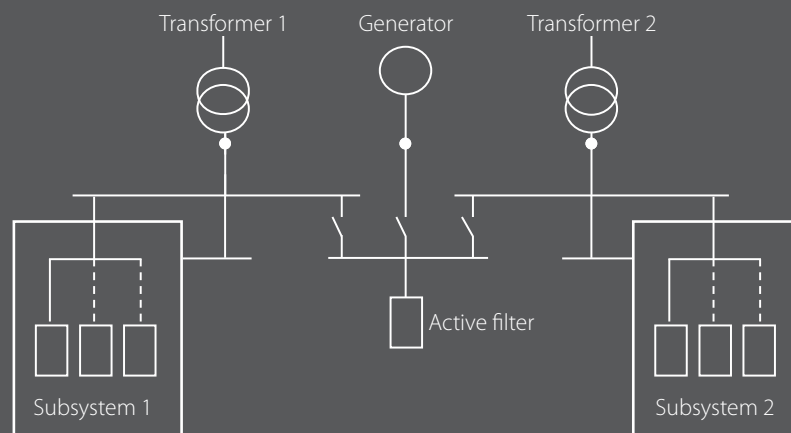 Transformer 1
Generator
Transformer 2
Active filter
Subsystem 1
Subsystem 2